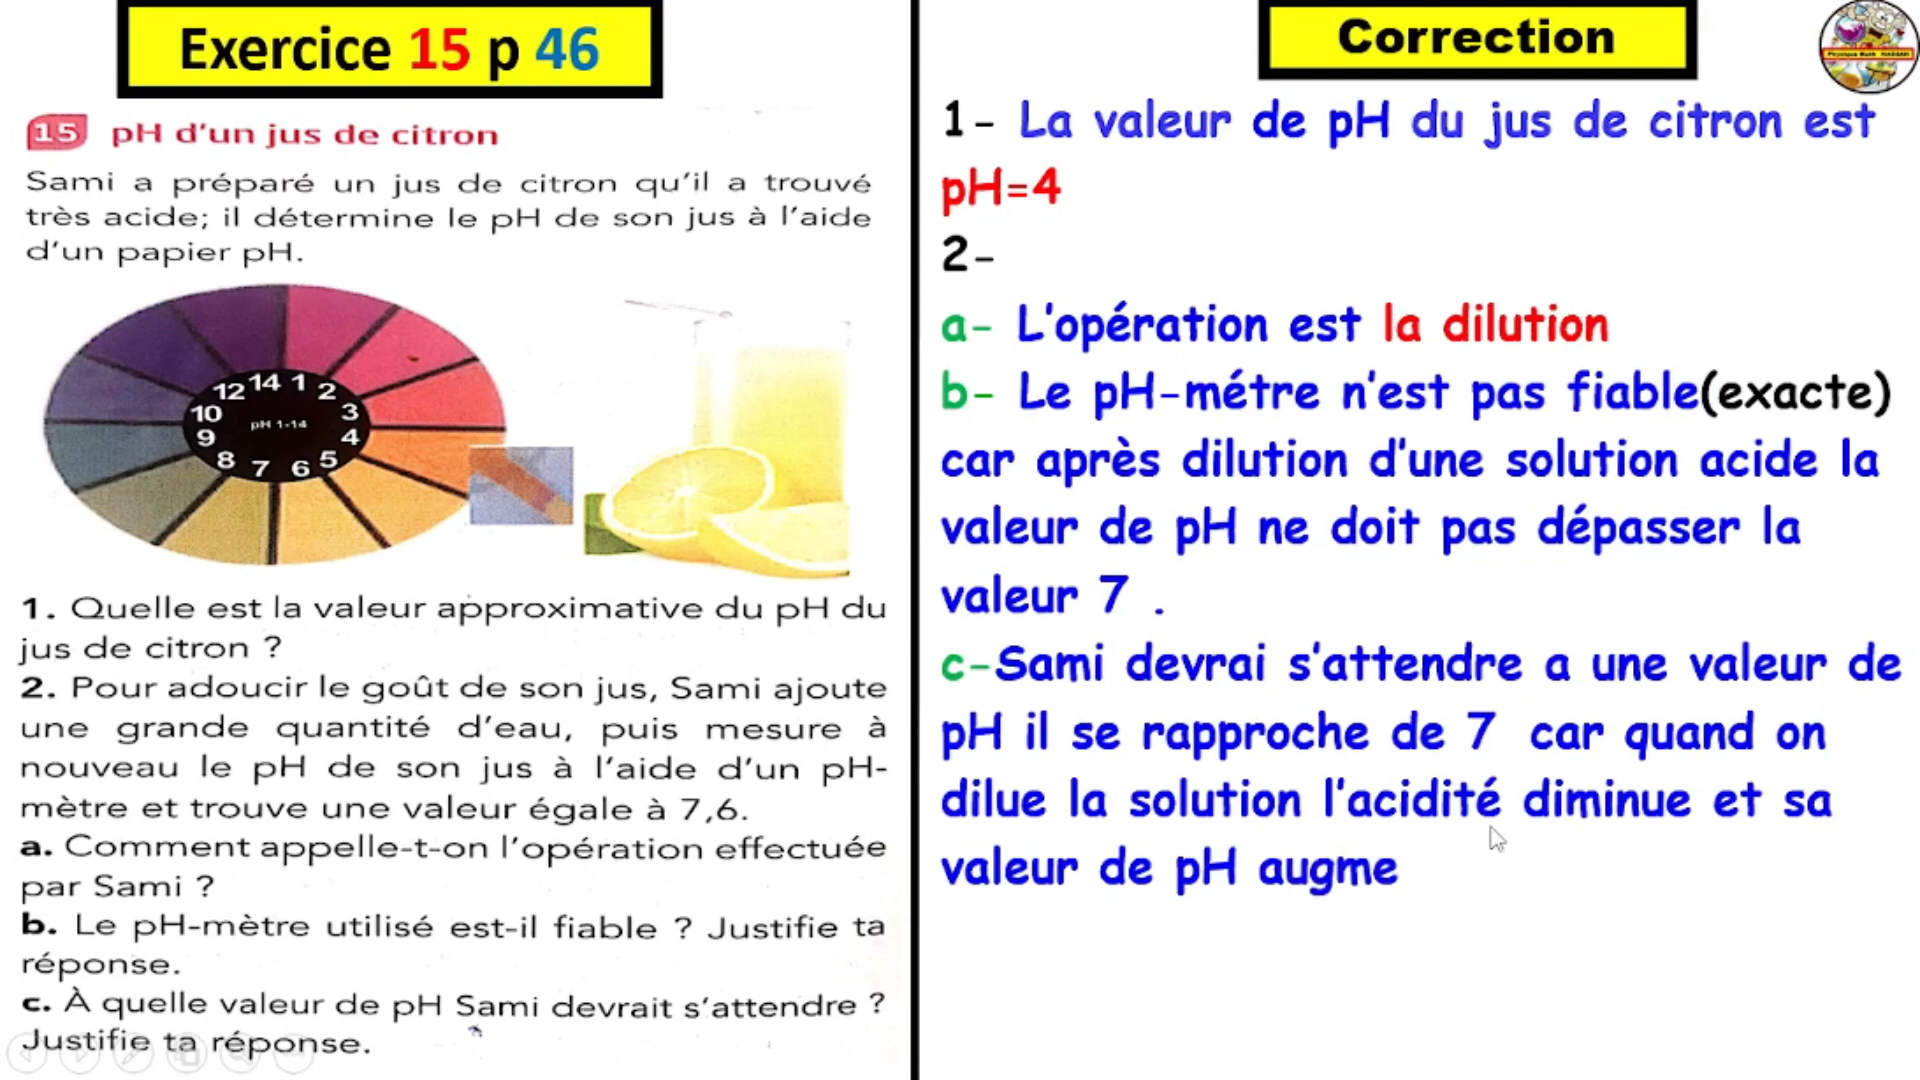 Exercice 15 p 46
15 pH d'un jus de citron
Sami a préparé un jus de citron qu'il a trouvé
très acide; il détermine le pH de son jus à l'aide
d'un papier pH.
12 14 1 2
10 3
pH 1-14
9 4
8 7 6 5
1. Quelle est la valeur approximative du pH du
jus de citron ?
2. Pour adoucir le goût de son jus, Sami ajoute
une grande quantité d'eau, puis mesure à
nouveau le pH de son jus à l'aide d'un pH-
mètre et trouve une valeur égale à 7,6.
a. Comment appelle-t-on l'opération effectuée
par Sami ?
b. Le pH-mètre utilisé est-il fiable ? Justifie ta
réponse.
c. À quelle valeur de pH Sami devrait s'attendre ?
Justifie ta réponse.
Correction
1- La valeur de pH du jus de citron est
pH=4
2-
a- L'opération est la dilution
b- Le pH-métre n'est pas fiable(exacte)
car après dilution d'une solution acide la
valeur de pH ne doit pas dépasser la
valeur 7 .
c-Sami devrai s'attendre a une valeur de
pH il se rapproche de 7 car quand on
dilue la solution l'acidité diminue et sa
valeur de pH augme